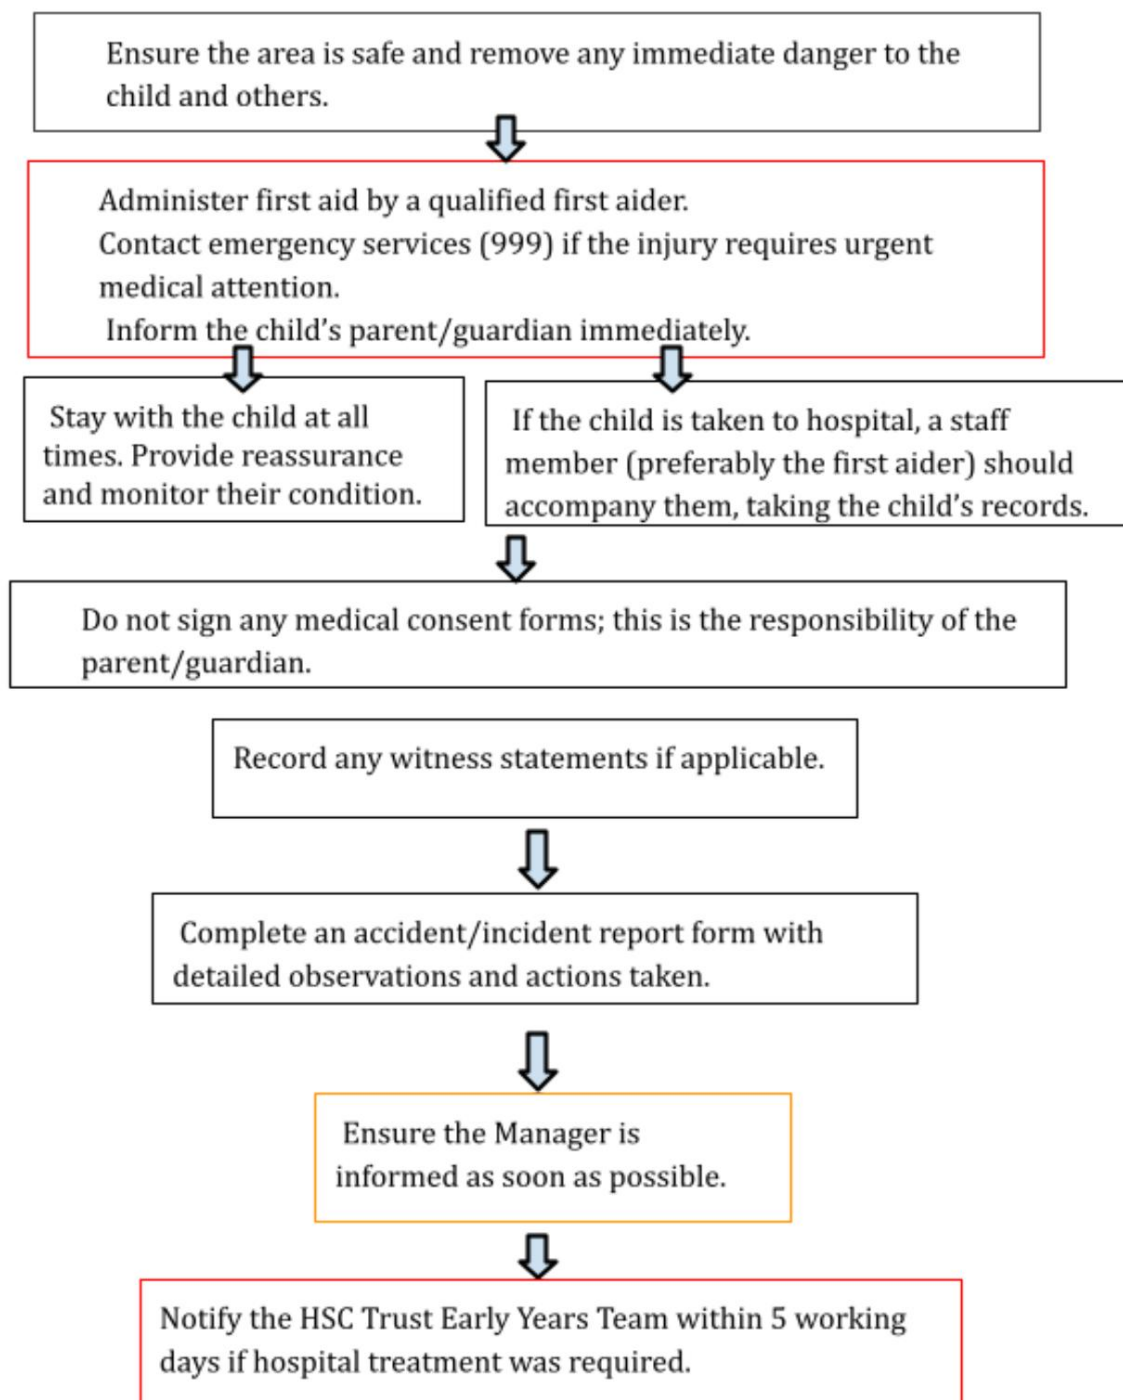 Ensure the area is safe and remove any immediate danger to the
child and others.
Administer first aid by a qualified first aider.
Contact emergency services (999) if the injury requires urgent
medical attention.
Inform the child’s parent/guardian immediately.
Stay with the child at all
times. Provide reassurance
and monitor their condition.
If the child is taken to hospital, a staff
member (preferably the first aider) should
accompany them, taking the child’s records.
Do not sign any medical consent forms; this is the responsibility of the
parent/guardian.
Record any witness statements if applicable.
Complete an accident/incident report form with
detailed observations and actions taken.
Ensure the Manager is
informed as soon as possible.
Notify the HSC Trust Early Years Team within 5 working
days if hospital treatment was required.